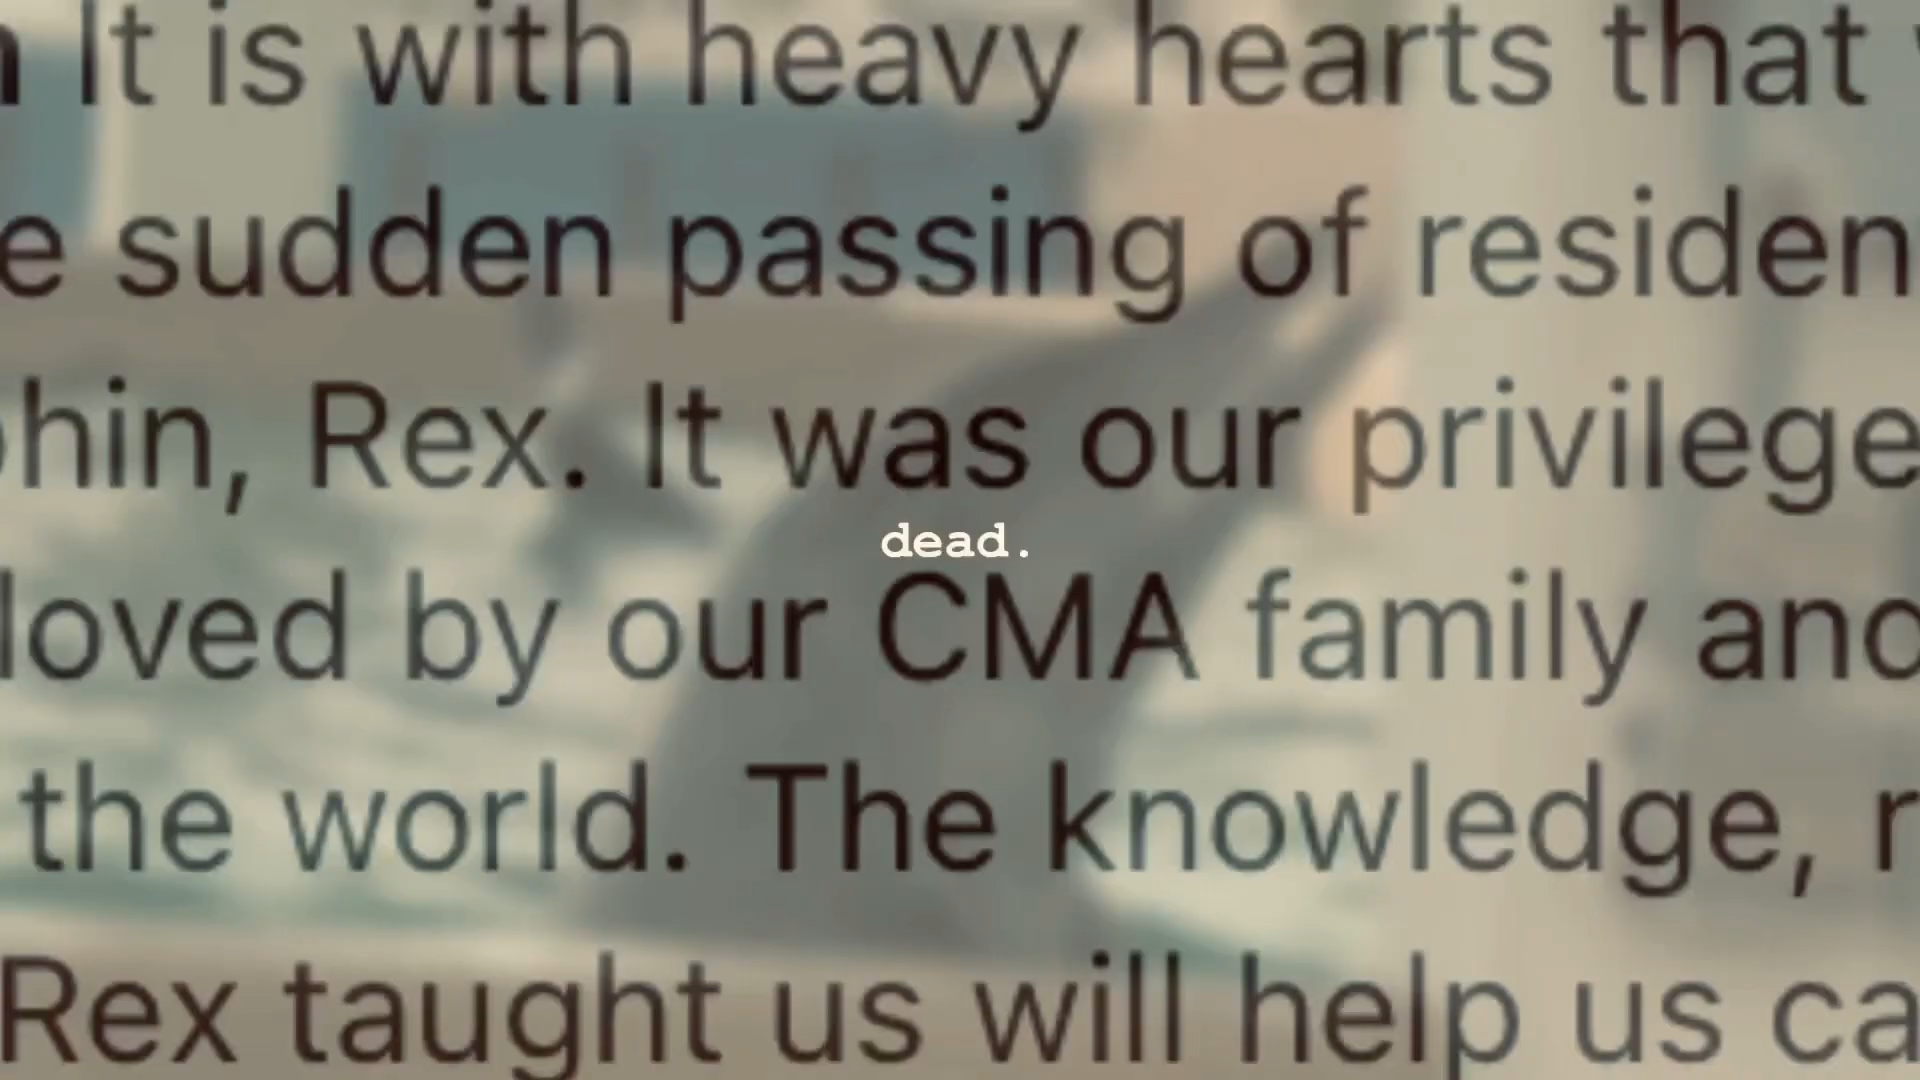 It is with heavy hearts that
sudden passing of residen
hin, Rex. It was our privilege
dead.
loved by our CMA family and
the world. The knowledge, r
Rex taught us will help us ca